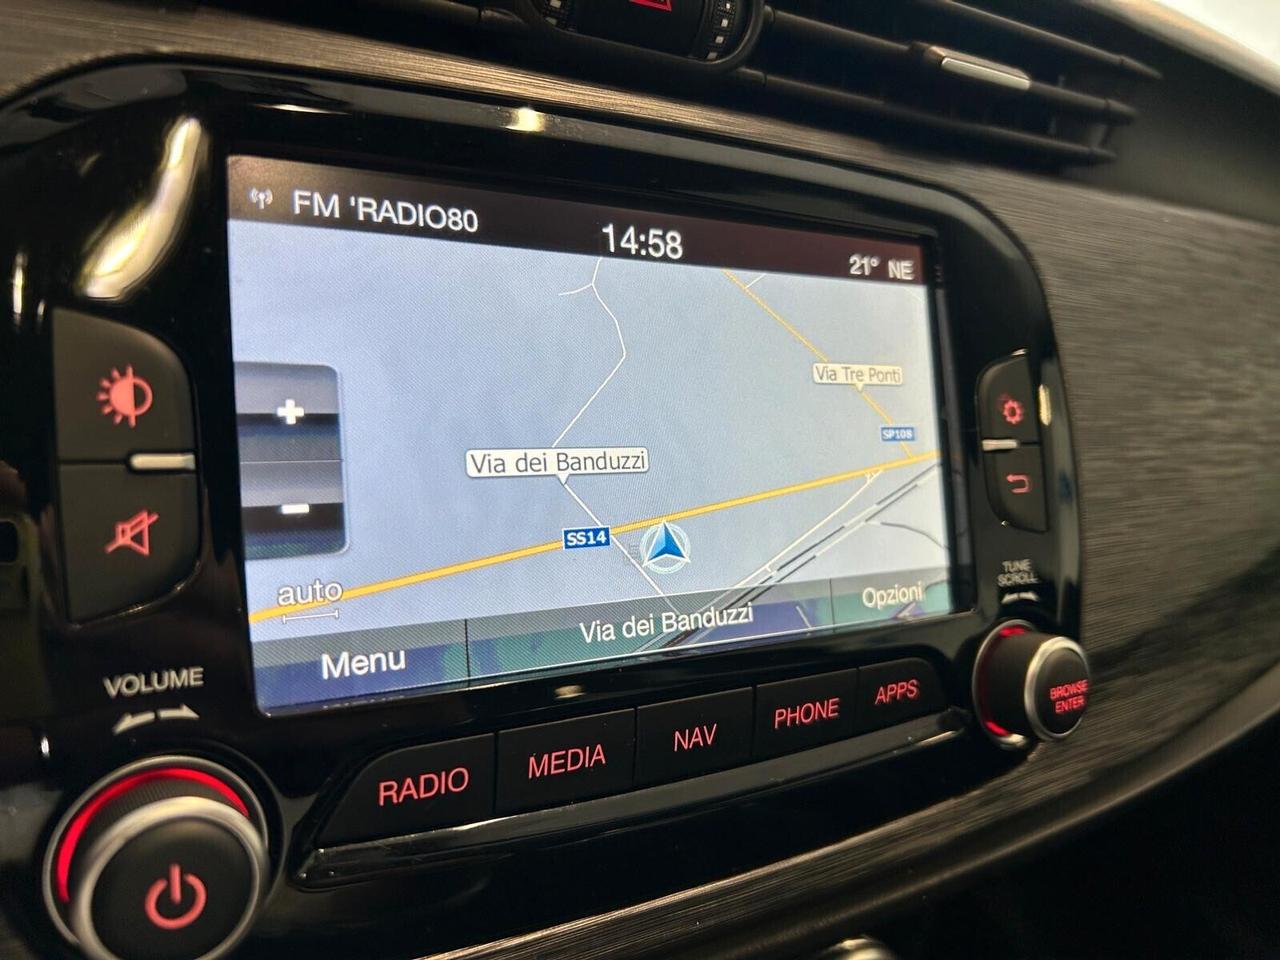 FM 'RADIO80
14:58
21° NE
Via Tre Ponti
SP108
Via dei Banduzzi
SS14
auto
Menu
Via dei Banduzzi
Opzioni
VOLUME
TUNE
SCROLL
BROWSE
ENTER
RADIO
MEDIA
NAV
PHONE
APPS